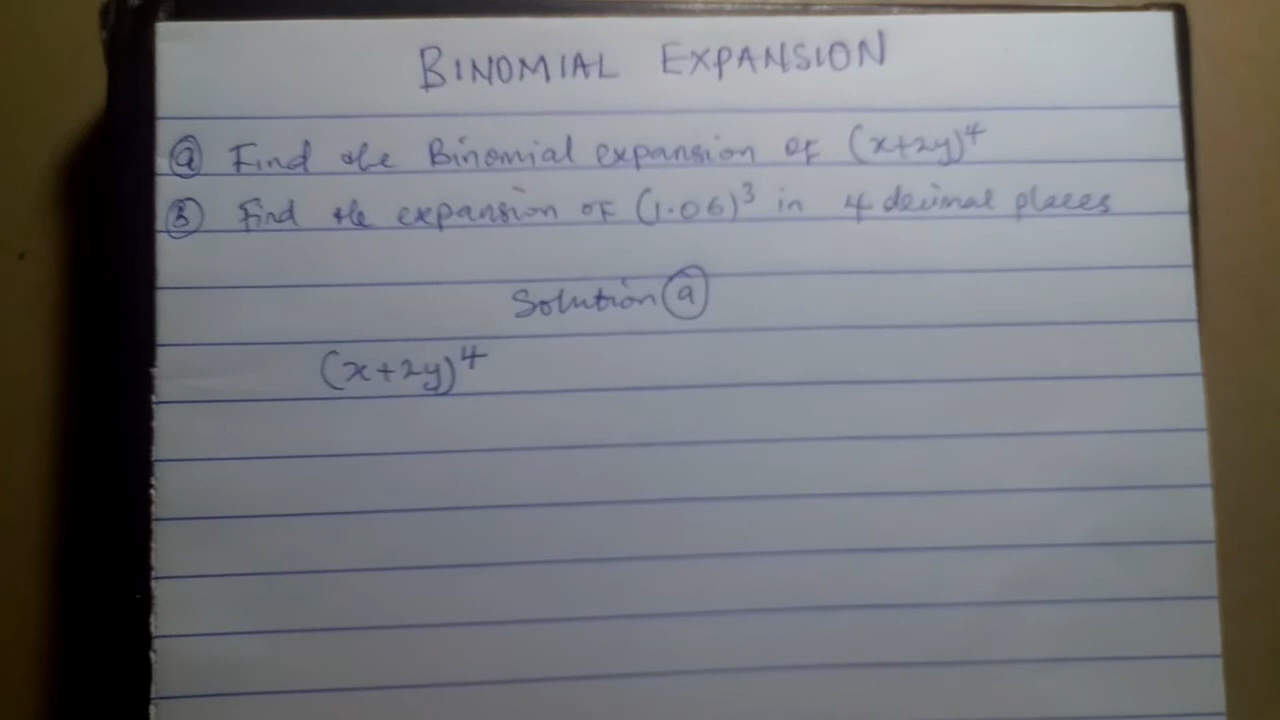 BINOMIAL EXPANSION
ⓐ Find the Binomial expansion of (x+2y)⁴
ⓑ Find the expansion of (1.06)³ in 4 decimal places
Solution ⓐ
(x+2y)⁴